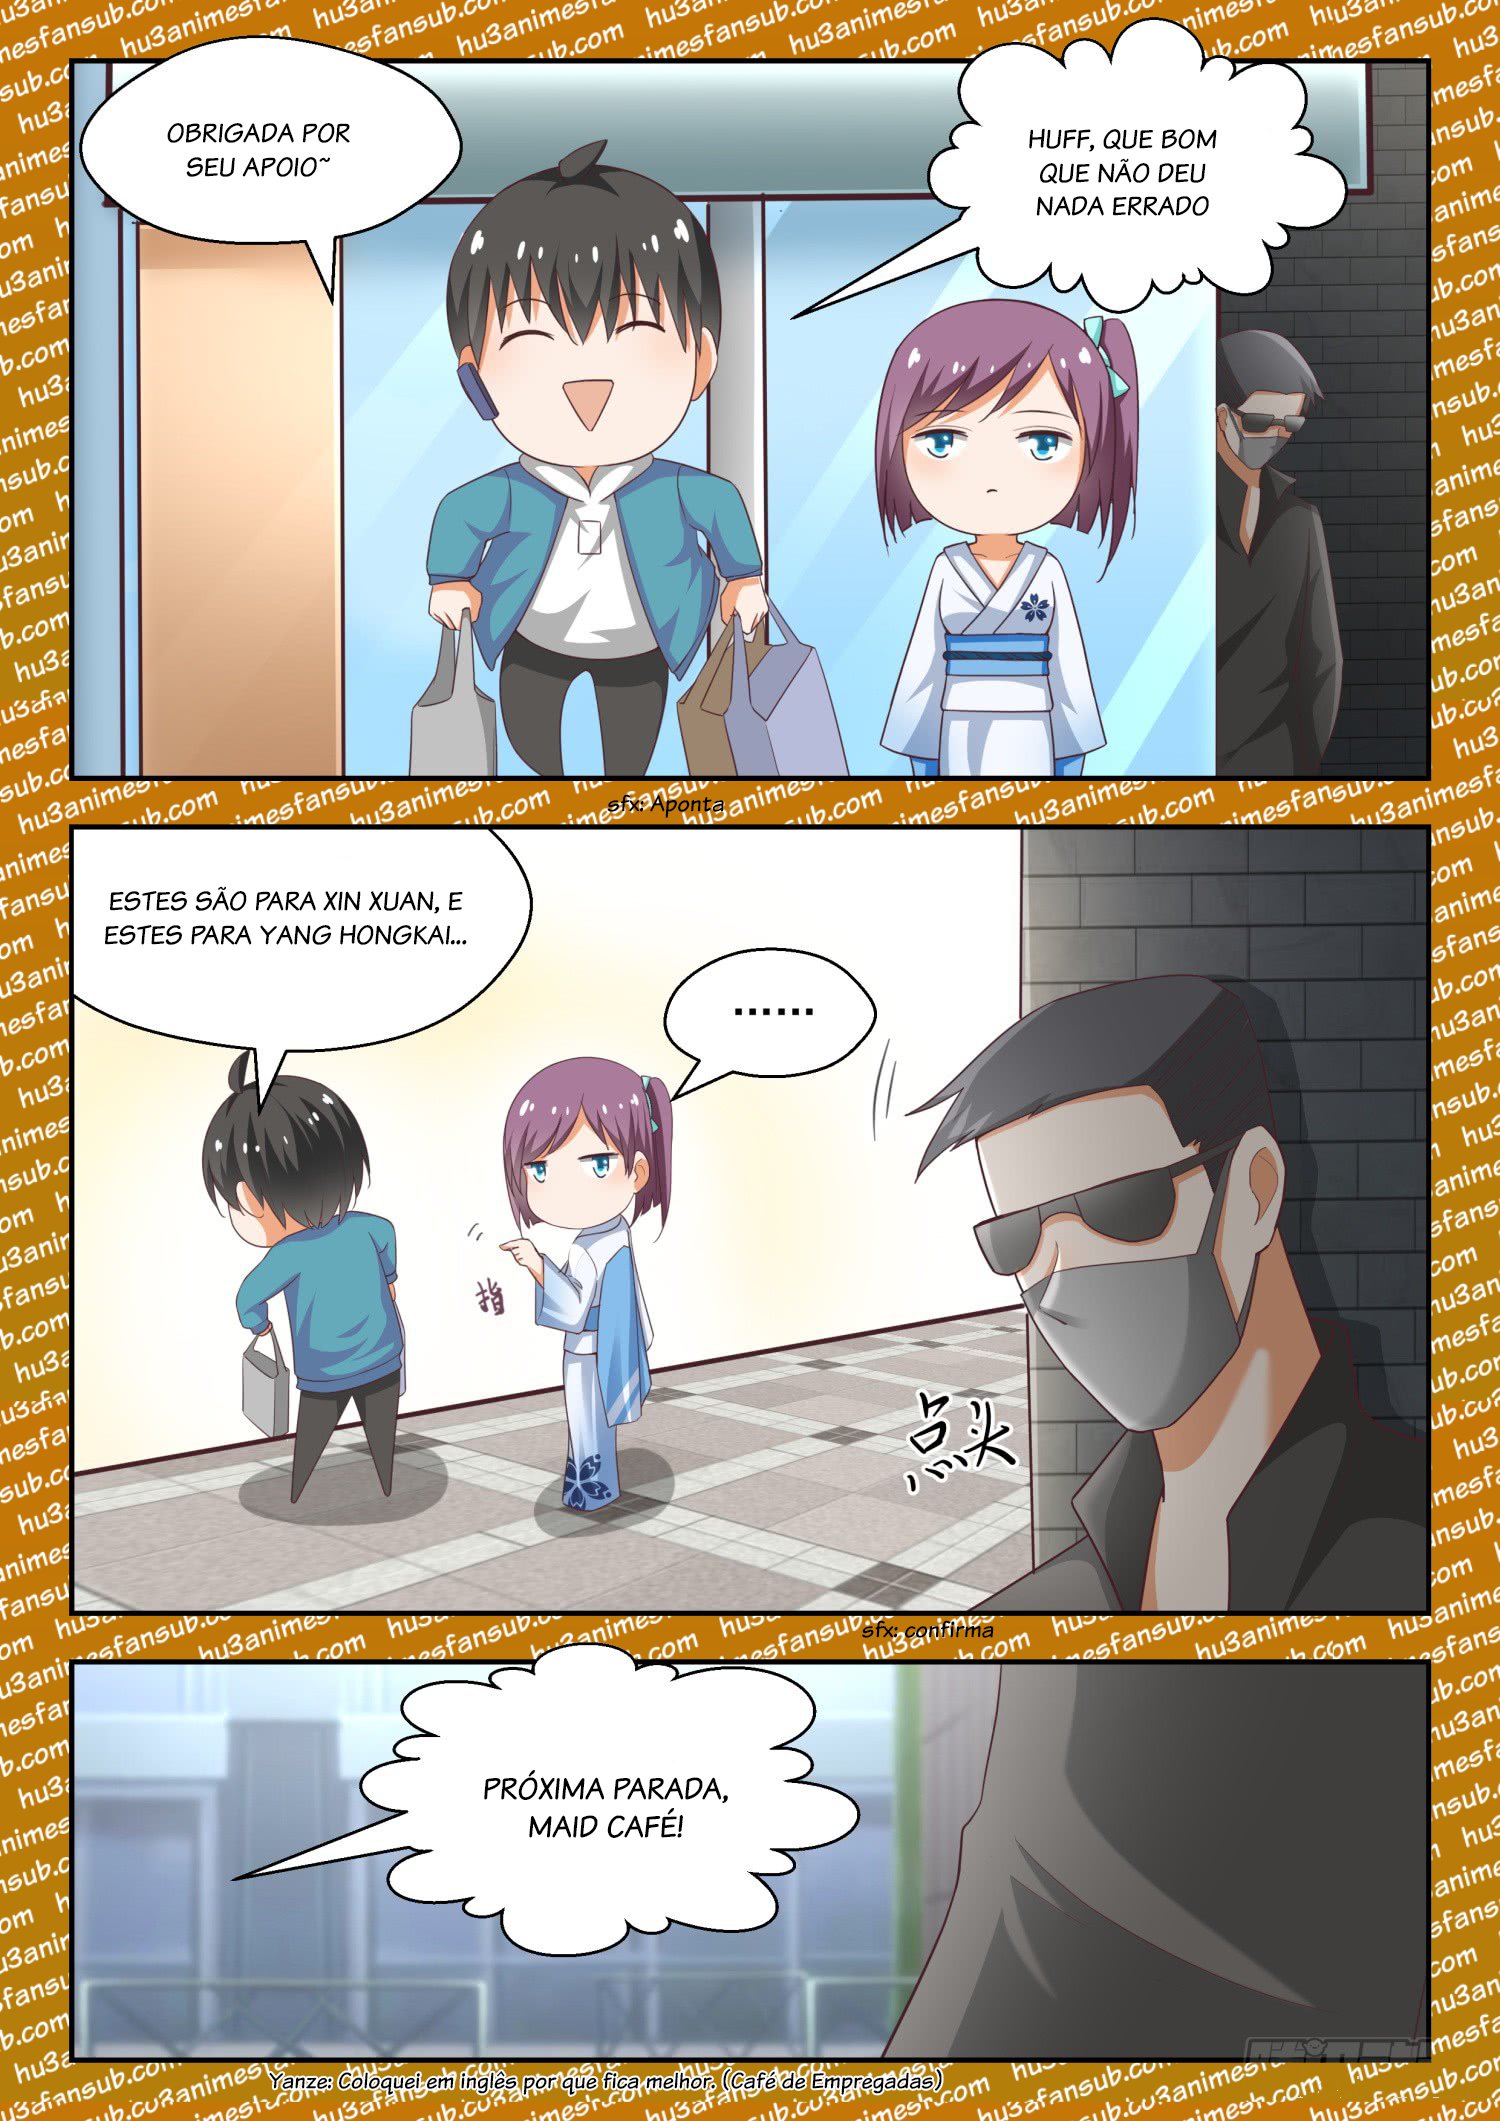 OBRIGADA POR
SEU APOIO~
HUFF, QUE BOM
QUE NÃO DEU
NADA ERRADO
sfx: Aponta
ESTES SÃO PARA XIN XUAN, E
ESTES PARA YANG HONGKAI...
......
指
点头
sfx: confirma
PRÓXIMA PARADA,
MAID CAFÉ!
Yanze: Coloquei em inglês por que fica melhor. (Café de Empregadas)
hu3animesfansub.com